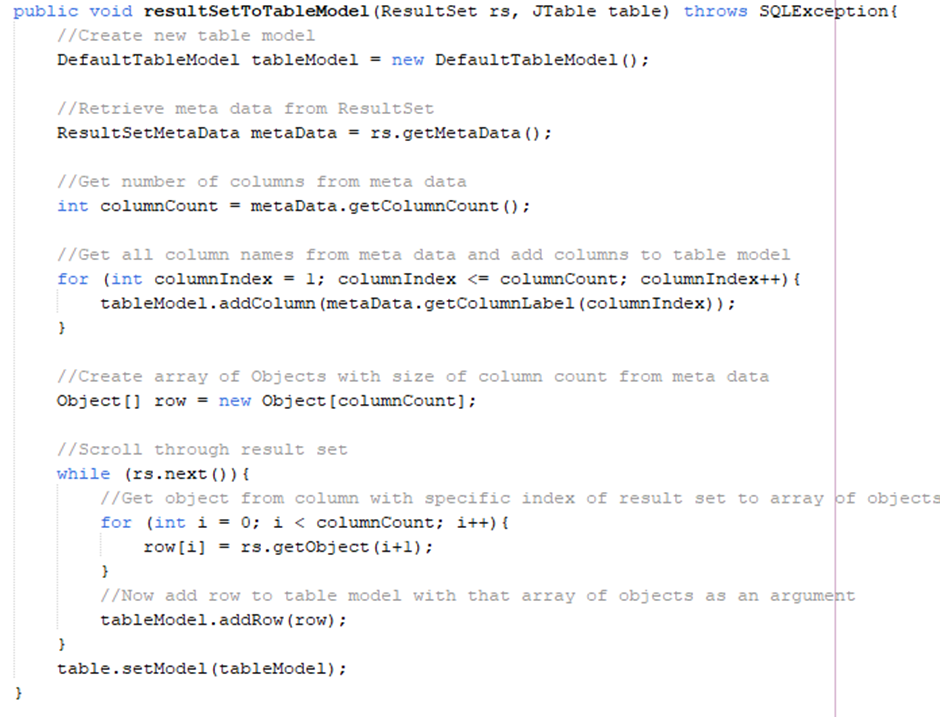 public void resultSetToTableModel(ResultSet rs, JTable table) throws SQLException{
//Create new table model
DefaultTableModel tableModel = new DefaultTableModel();
//Retrieve meta data from ResultSet
ResultSetMetaData metaData = rs.getMetaData();
//Get number of columns from meta data
int columnCount = metaData.getColumnCount();
//Get all column names from meta data and add columns to table model
for (int columnIndex = 1; columnIndex <= columnCount; columnIndex++){
tableModel.addColumn(metaData.getColumnLabel(columnIndex));
}
//Create array of Objects with size of column count from meta data
Object[] row = new Object[columnCount];
//Scroll through result set
while (rs.next()){
//Get object from column with specific index of result set to array of objects
for (int i = 0; i < columnCount; i++){
row[i] = rs.getObject(i+1);
}
//Now add row to table model with that array of objects as an argument
tableModel.addRow(row);
}
table.setModel(tableModel);
}